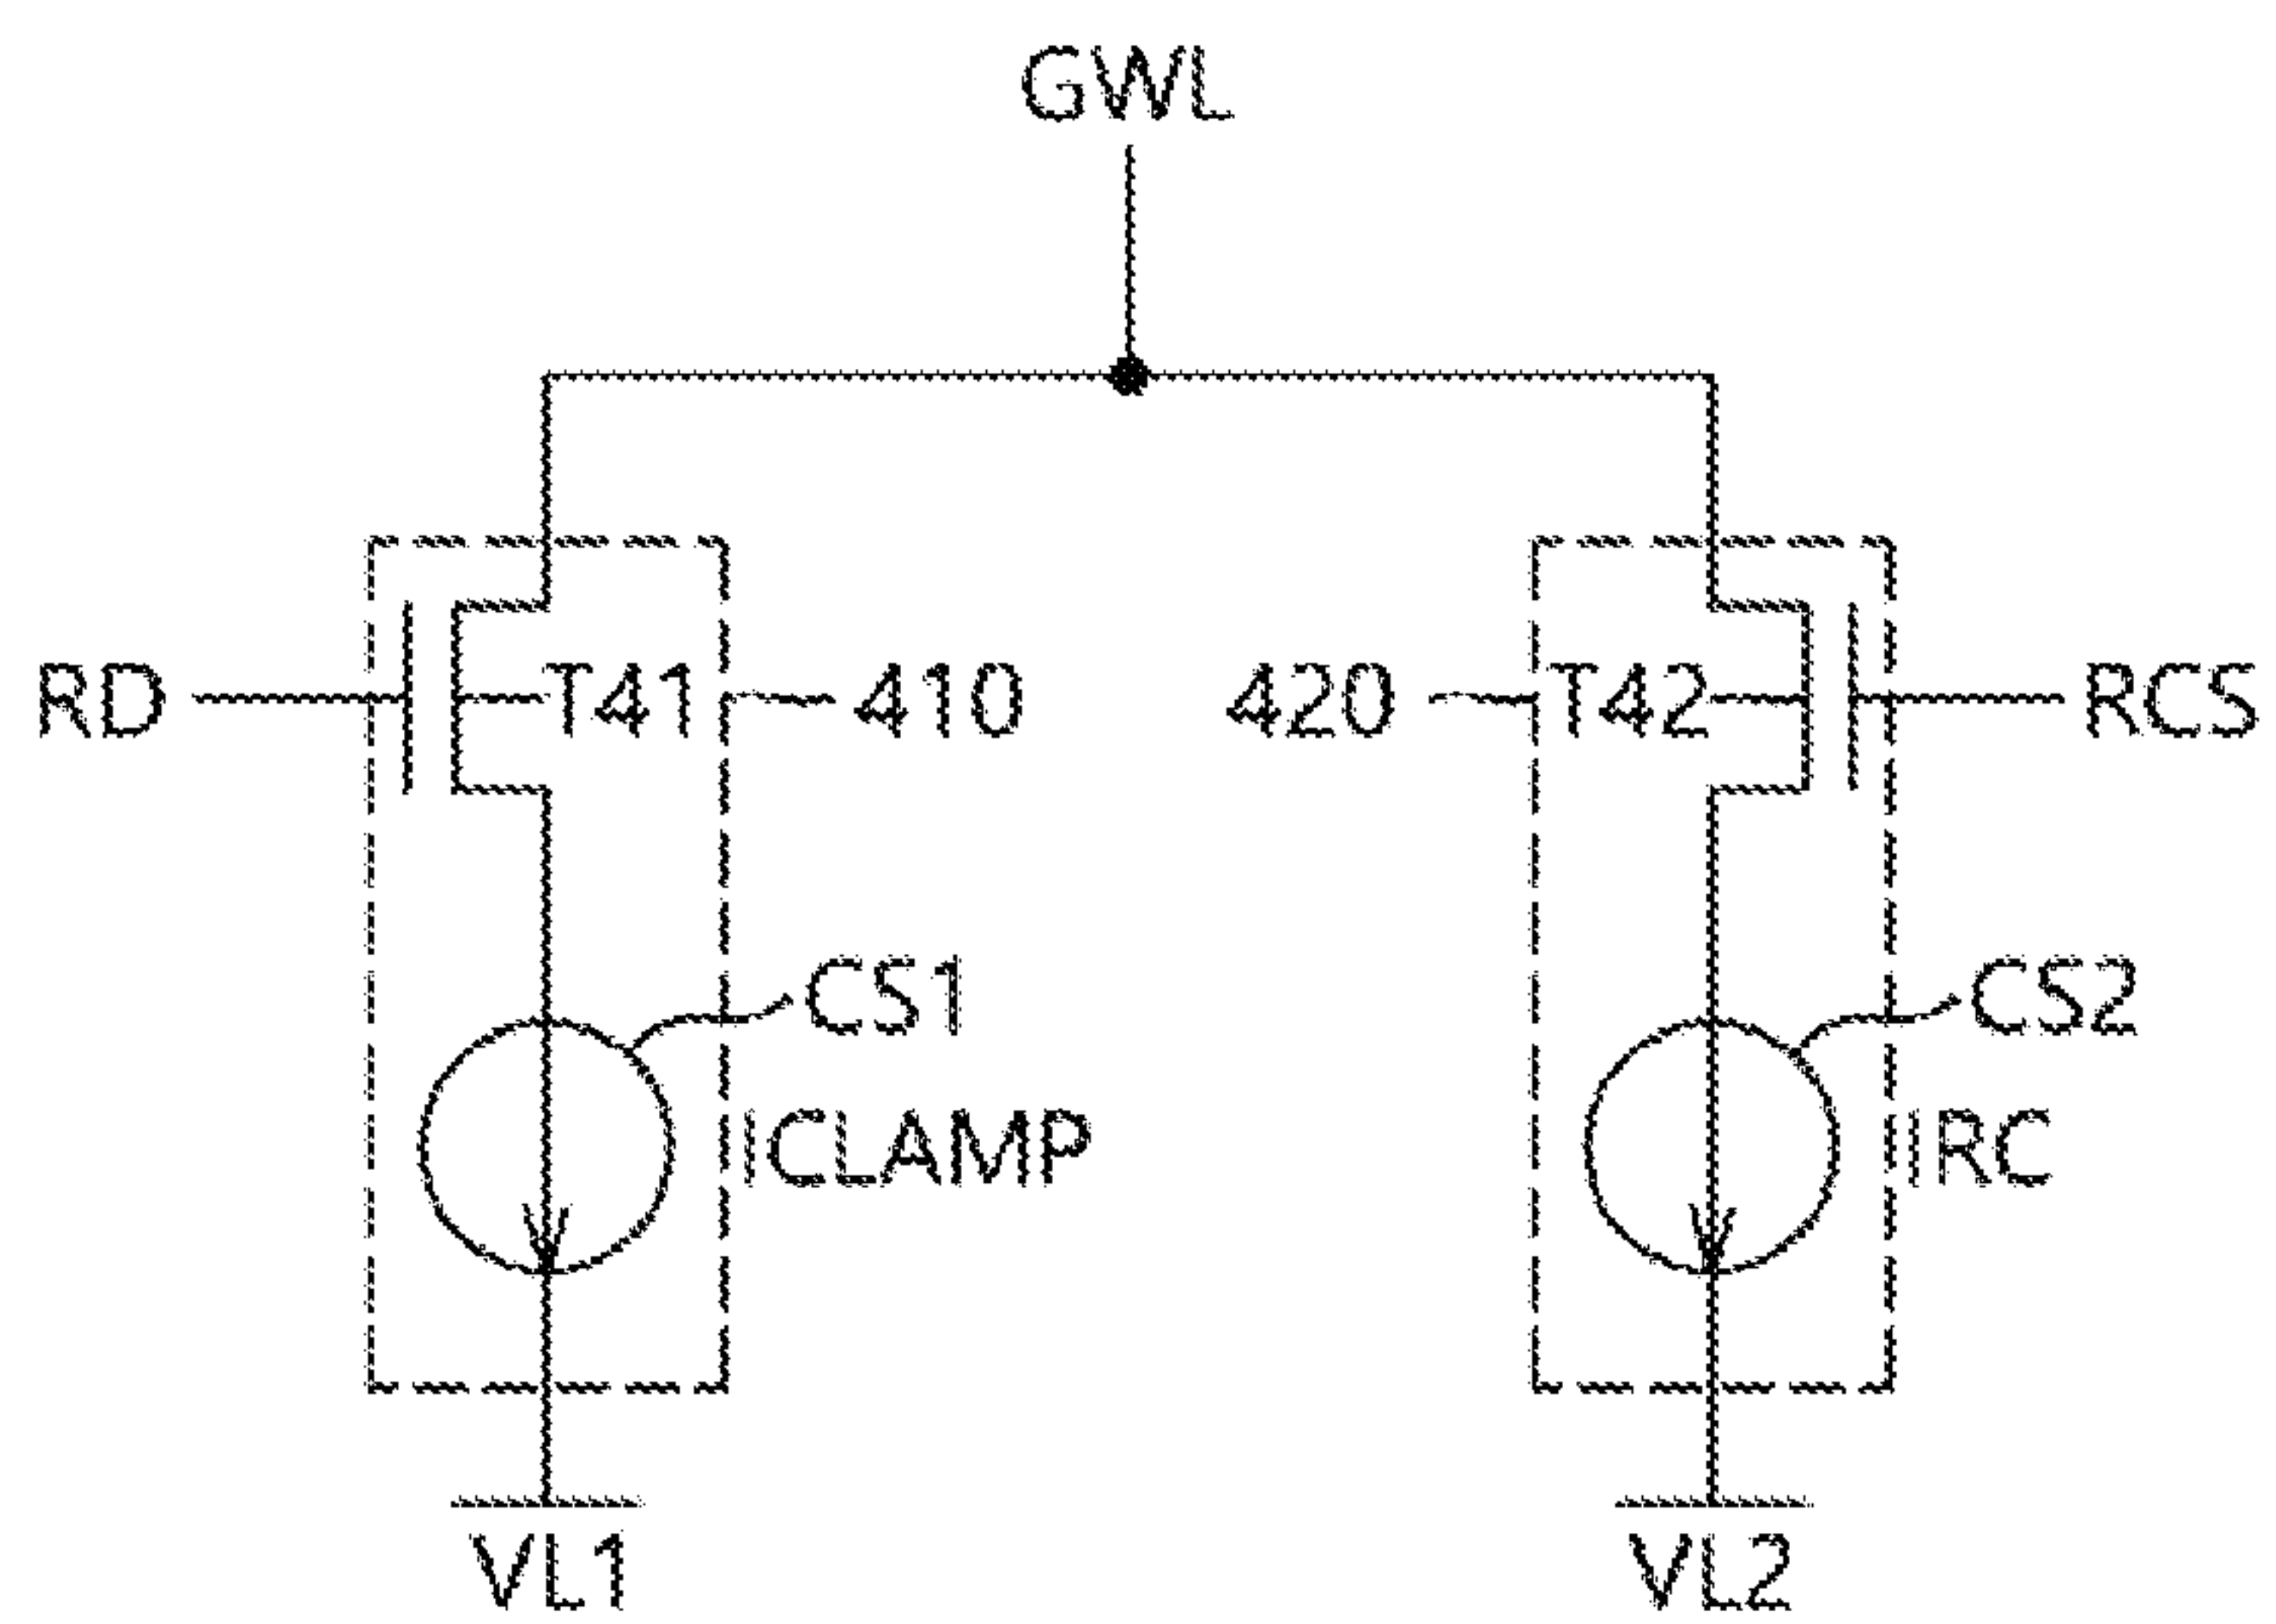 GWL
RD
T41
410
420
T42
RCS
CS1
CS2
ICLAMP
IRC
VL1
VL2